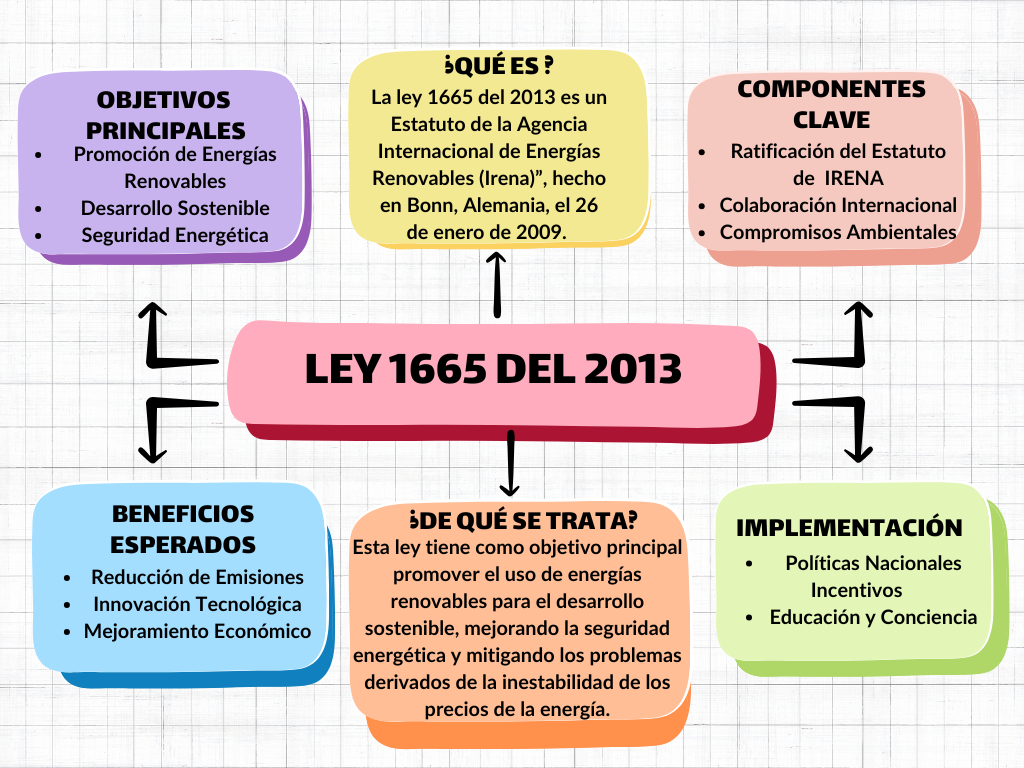 OBJETIVOS
PRINCIPALES
• Promoción de Energías
Renovables
• Desarrollo Sostenible
• Seguridad Energética
¿QUÉ ES ?
La ley 1665 del 2013 es un
Estatuto de la Agencia
Internacional de Energías
Renovables (Irena)”, hecho
en Bonn, Alemania, el 26
de enero de 2009.
COMPONENTES
CLAVE
• Ratificación del Estatuto
de IRENA
• Colaboración Internacional
• Compromisos Ambientales
LEY 1665 DEL 2013
BENEFICIOS
ESPERADOS
• Reducción de Emisiones
• Innovación Tecnológica
• Mejoramiento Económico
¿DE QUÉ SE TRATA?
Esta ley tiene como objetivo principal
promover el uso de energías
renovables para el desarrollo
sostenible, mejorando la seguridad
energética y mitigando los problemas
derivados de la inestabilidad de los
precios de la energía.
IMPLEMENTACIÓN
• Políticas Nacionales
Incentivos
• Educación y Conciencia